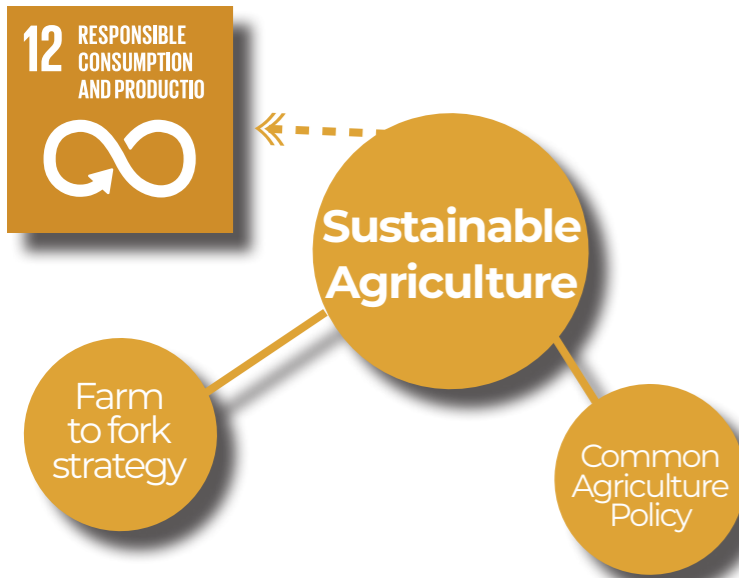 12 RESPONSIBLE
CONSUMPTION
AND PRODUCTIO
Sustainable
Agriculture
Farm
to fork
strategy
Common
Agriculture
Policy